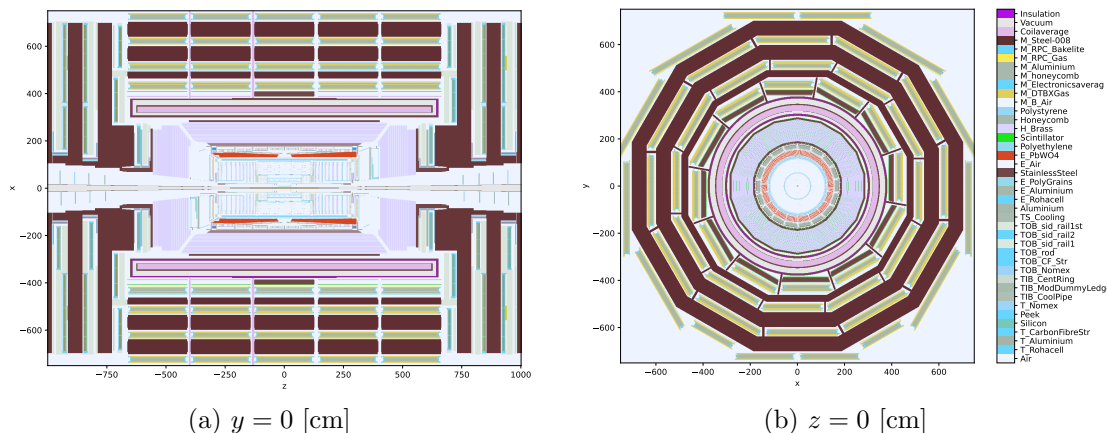 600
400
200
0
−200
−400
−600
x
−750
−500
−250
0
250
500
750
1000
z
(a) y = 0 [cm]
600
400
200
0
−200
−400
−600
y
−600
−400
−200
0
200
400
600
x
(b) z = 0 [cm]
Insulation
Vacuum
Coilaverage
M_Steel-008
M_RPC_Bakelite
M_RPC_Gas
M_Aluminium
M_honeycomb
M_Electronicsaverag
M_DTBXGas
M_B_Air
Polystyrene
Honeycomb
H_Brass
Scintillator
Polyethylene
E_PbWO4
E_Air
StainlessSteel
E_PolyGrains
E_Aluminium
E_Rohacell
Aluminium
TS_Cooling
TOB_sid_rail1st
TOB_sid_rail2
TOB_sid_rail1
TOB_rod
TOB_CF_Str
TOB_Nomex
TIB_CentRing
TIB_ModDummyLedg
TIB_CoolPipe
T_Nomex
Peek
Silicon
T_CarbonFibreStr
T_Aluminium
T_Rohacell
Air